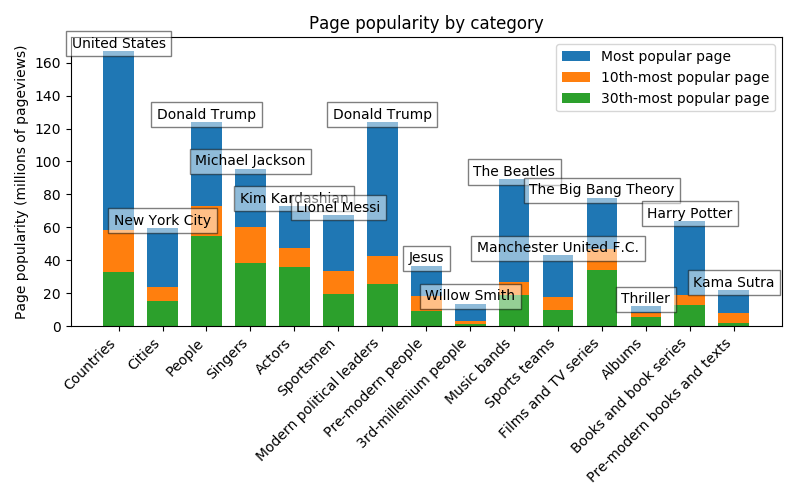 Page popularity by category
Page popularity (millions of pageviews)
160
140
120
100
80
60
40
20
0
Most popular page
10th-most popular page
30th-most popular page
United States
New York City
Donald Trump
Michael Jackson
Kim Kardashian
Lionel Messi
Donald Trump
Jesus
Willow Smith
The Beatles
Manchester United F.C.
The Big Bang Theory
Thriller
Harry Potter
Kama Sutra
Countries
Cities
People
Singers
Actors
Sportsmen
Modern political leaders
Pre-modern people
3rd-millenium people
Music bands
Sports teams
Films and TV series
Albums
Books and book series
Pre-modern books and texts